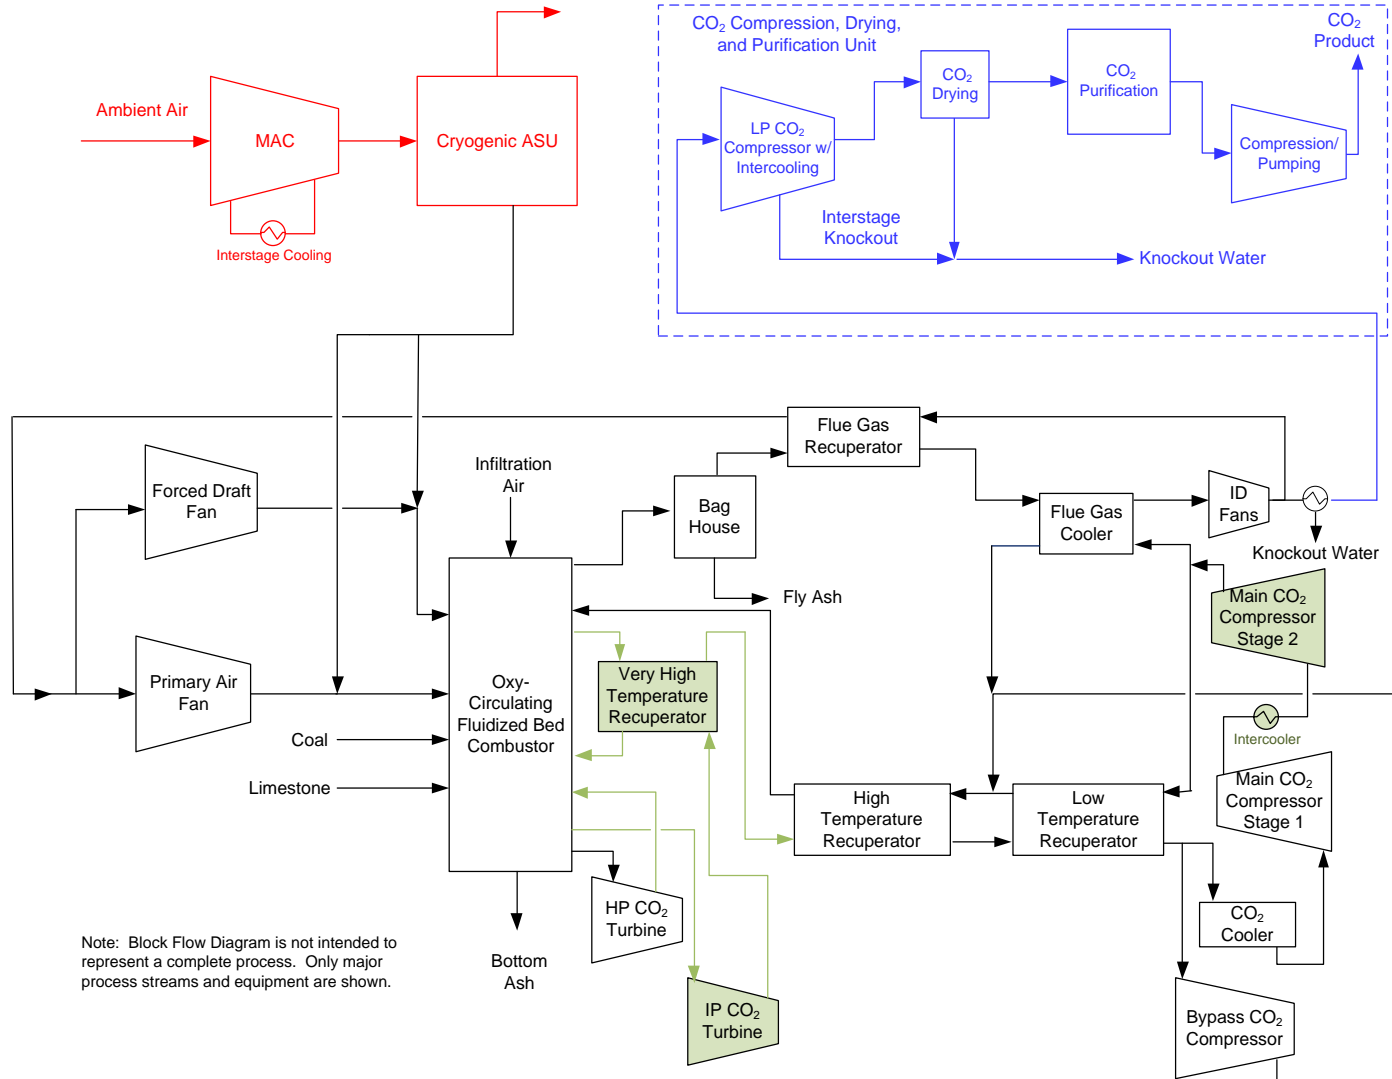 Ambient Air
MAC
Interstage Cooling
Cryogenic ASU
CO₂ Compression, Drying,
and Purification Unit
LP CO₂
Compressor w/
Intercooling
CO₂
Drying
CO₂
Purification
CO₂
Product
Compression/
Pumping
Interstage
Knockout
Knockout Water
Forced Draft
Fan
Primary Air
Fan
Infiltration
Air
Coal
Limestone
Oxy-
Circulating
Fluidized Bed
Combustor
Bottom
Ash
Bag
House
Fly Ash
Flue Gas
Recuperator
Flue Gas
Cooler
ID
Fans
Knockout Water
Main CO₂
Compressor
Stage 2
Intercooler
Main CO₂
Compressor
Stage 1
Very High
Temperature
Recuperator
High
Temperature
Recuperator
Low
Temperature
Recuperator
CO₂
Cooler
HP CO₂
Turbine
IP CO₂
Turbine
Bypass CO₂
Compressor
Note: Block Flow Diagram is not intended to
represent a complete process. Only major
process streams and equipment are shown.